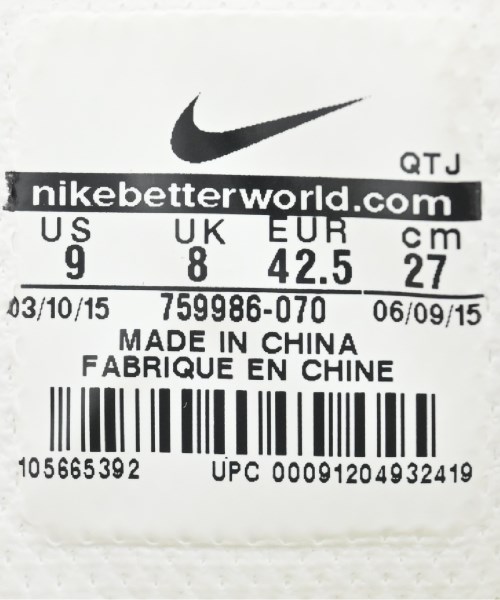 QTJ
nikebetterworld.com
US UK EUR cm
9 8 42.5 27
03/10/15 759986-070 06/09/15
MADE IN CHINA
FABRIQUE EN CHINE
105665392 UPC 00091204932419